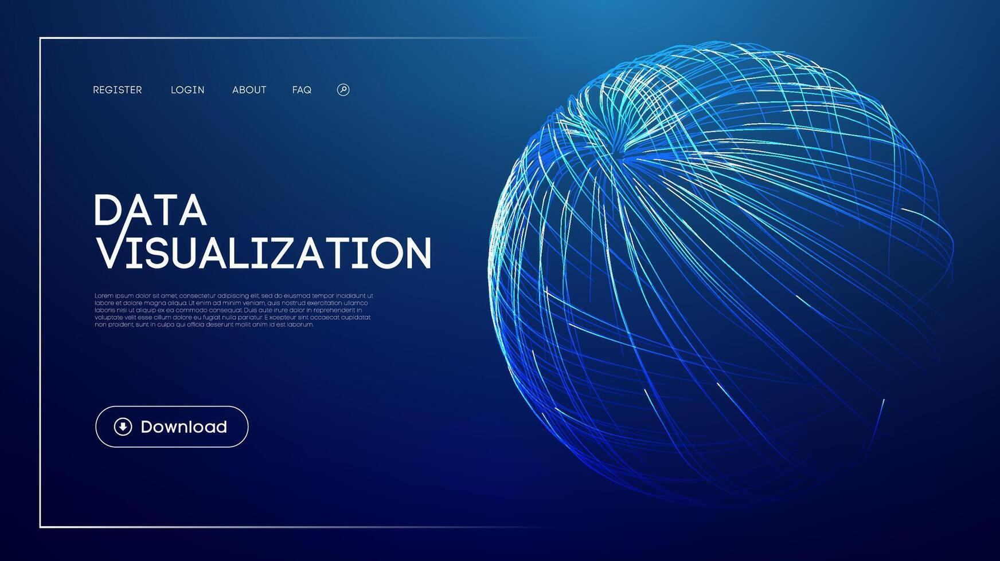 REGISTER LOGIN ABOUT FAQ
DATA
VISUALIZATION
Lorem ipsum dolor sit amet, consectetur adipiscing elit, sed do eiusmod tempor incididunt ut
labore et dolore magna aliqua. Ut enim ad minim veniam, quis nostrud exercitation ullamco
laboris nisi ut aliquip ex ea commodo consequat. Duis aute irure dolor in reprehenderit in
voluptate velit esse cillum dolore eu fugiat nulla pariatur. E xcepteur sint occaecat cupidatat
non proident, sunt in culpa qui officia deserunt mollit anim id est laborum.
Download